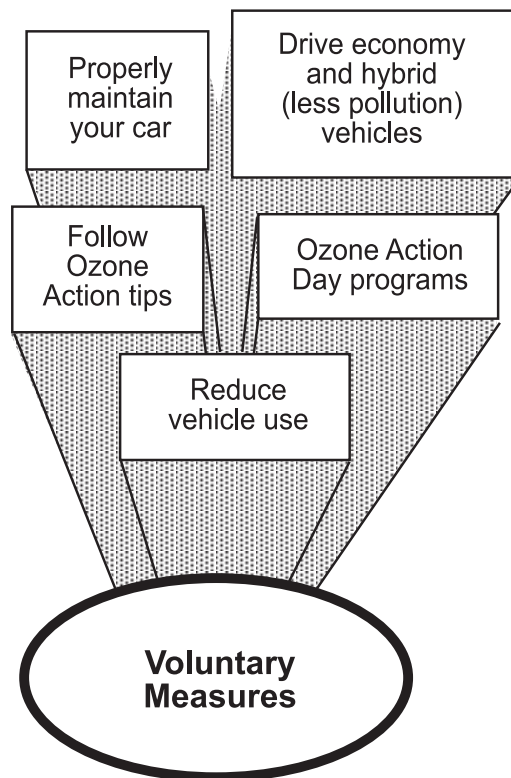 Properly
maintain
your car
Drive economy
and hybrid
(less pollution)
vehicles
Follow
Ozone
Action tips
Ozone Action
Day programs
Reduce
vehicle use
Voluntary
Measures